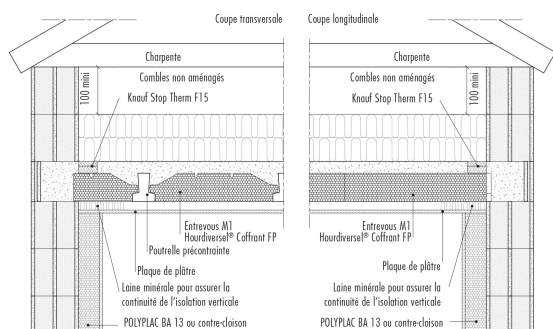 Coupe transversale
Coupe longitudinale
Charpente
Charpente
100 mini
Combles non aménagés
Combles non aménagés
100 mini
Knauf Stop Therm F15
Knauf Stop Therm F15
Entrevous M1
Hourdiversel® Coffrant FP
Entrevous M1
Hourdiversel® Coffrant FP
Poutrelle précontrainte
Plaque de plâtre
Plaque de plâtre
Laine minérale pour assurer la
continuité de l'isolation verticale
Laine minérale pour assurer la
continuité de l'isolation verticale
POLYPLAC BA 13 ou contre-cloison
POLYPLAC BA 13 ou contre-cloison